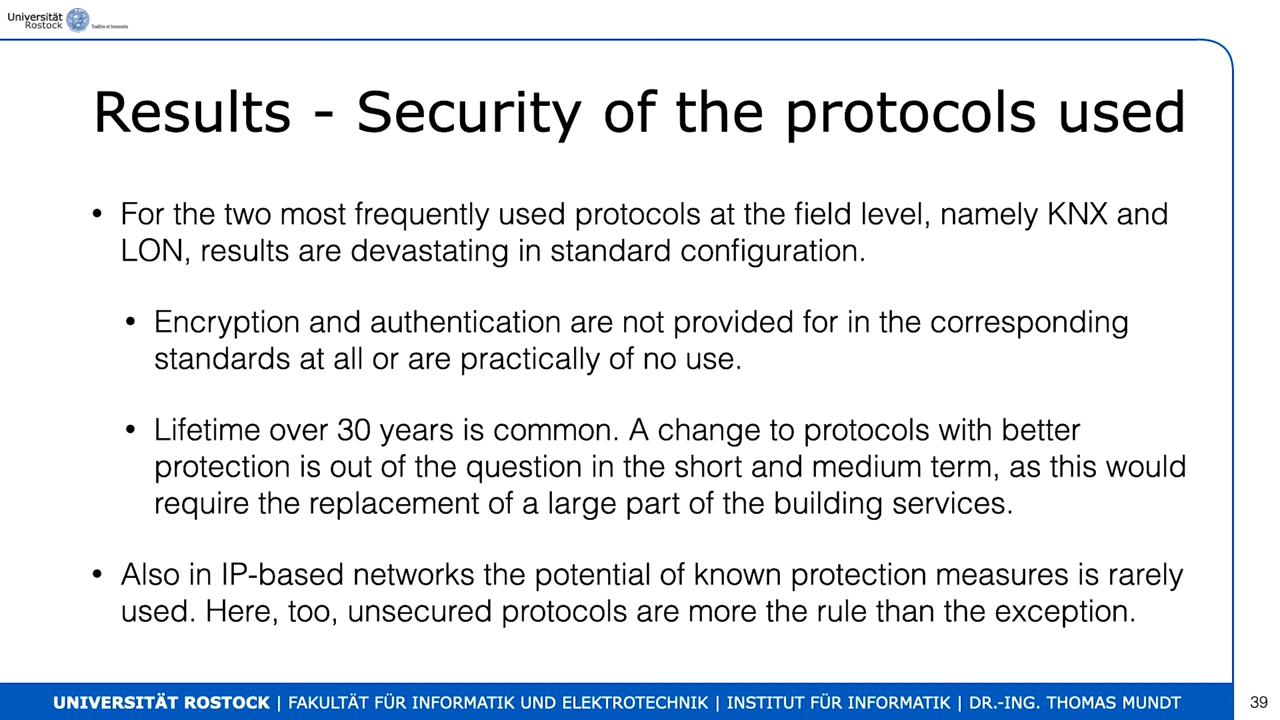 Universität
Rostock
Traditio et Innovatio
Results - Security of the protocols used
• For the two most frequently used protocols at the field level, namely KNX and
LON, results are devastating in standard configuration.
• Encryption and authentication are not provided for in the corresponding
standards at all or are practically of no use.
• Lifetime over 30 years is common. A change to protocols with better
protection is out of the question in the short and medium term, as this would
require the replacement of a large part of the building services.
• Also in IP-based networks the potential of known protection measures is rarely
used. Here, too, unsecured protocols are more the rule than the exception.
UNIVERSITÄT ROSTOCK | FAKULTÄT FÜR INFORMATIK UND ELEKTROTECHNIK | INSTITUT FÜR INFORMATIK | DR.-ING. THOMAS MUNDT
39